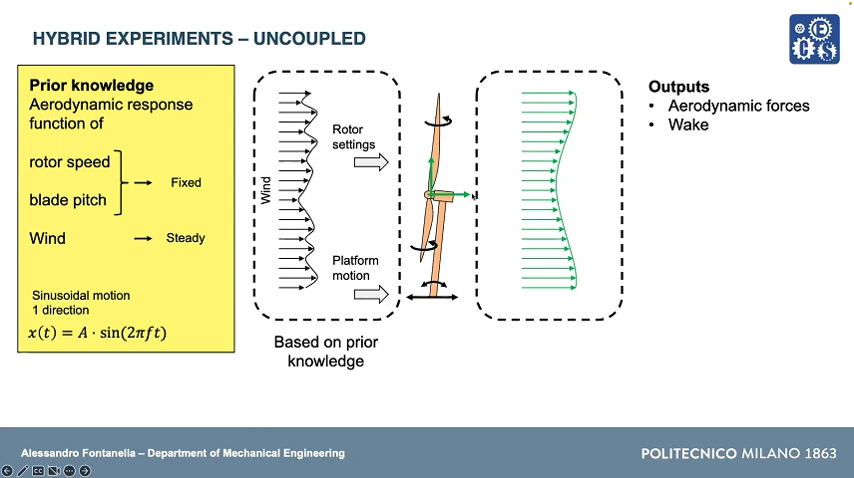 HYBRID EXPERIMENTS – UNCOUPLED
Prior knowledge
Aerodynamic response
function of
rotor speed
blade pitch
Fixed
Wind
Steady
Sinusoidal motion
1 direction
x(t) = A · sin(2πft)
Wind
Rotor
settings
Platform
motion
Based on prior
knowledge
Outputs
• Aerodynamic forces
• Wake
Alessandro Fontanella – Department of Mechanical Engineering
POLITECNICO MILANO 1863